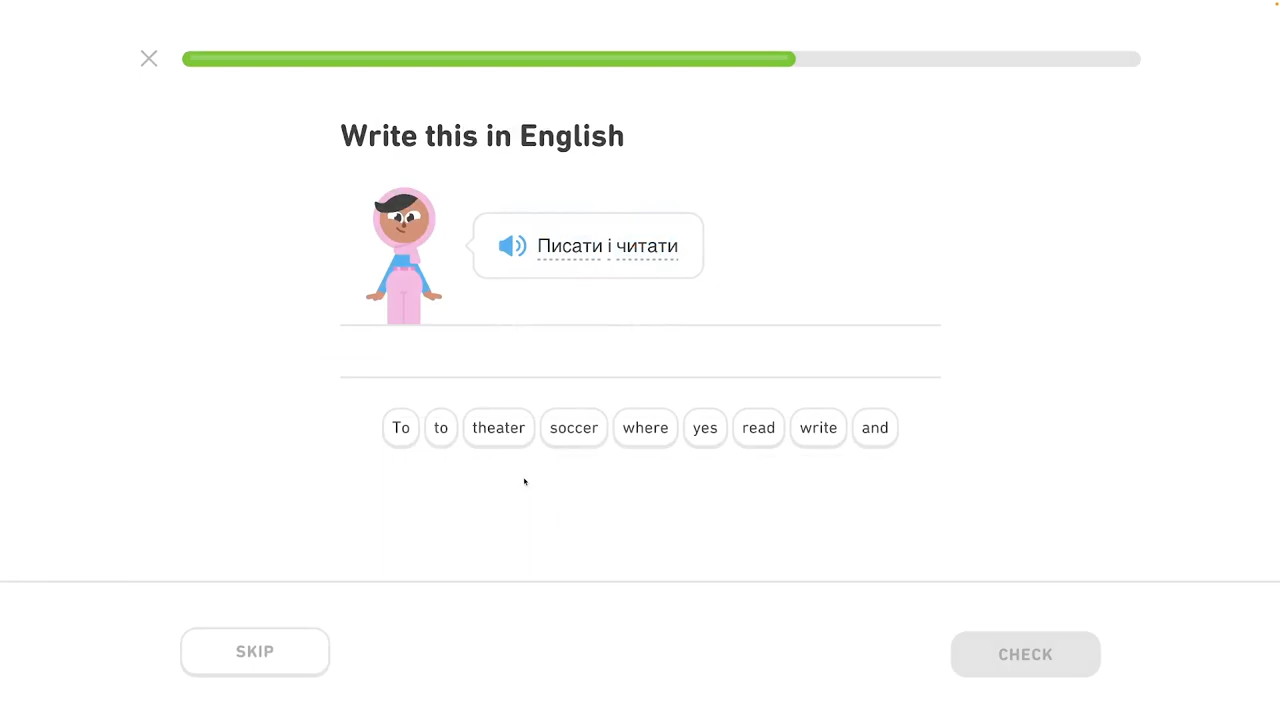 Write this in English
Писати і читати
To to theater soccer where yes read write and
SKIP
CHECK